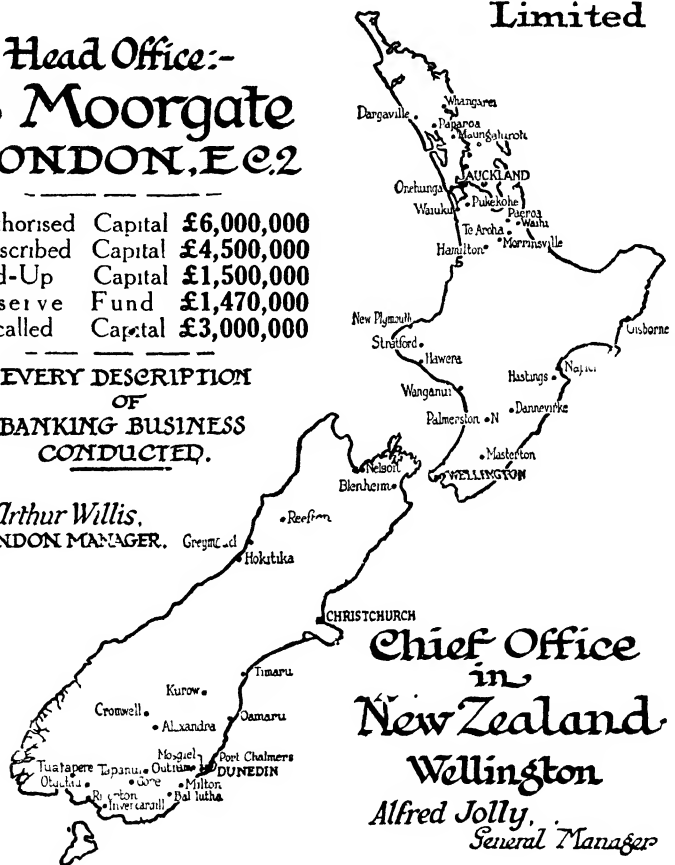 Limited
Head Office:-
Moorgate
ONDON, E.C.2
horised Capital £6,000,000
scribed Capital £4,500,000
d-Up Capital £1,500,000
serve Fund £1,470,000
called Capital £3,000,000
EVERY DESCRIPTION
OF
BANKING BUSINESS
CONDUCTED.
Arthur Willis,
NDON MANAGER.
Whangarei
Dargaville
Paparoa
Maungaturoto
AUCKLAND
Onehunga
Pukekohe
Waiuku
Paeroa
Waihi
Te Aroha
Morrinsville
Hamilton
New Plymouth
Gisborne
Stratford
Hawera
Napier
Hastings
Wanganui
Dannevirke
Palmerston N
Masterton
Nelson
WELLINGTON
Blenheim
Hokitika
CHRISTCHURCH
Timaru
Kurow
Cromwell
Oamaru
Alexandra
Mosgiel
Port Chalmers
Tuatapere
Outram
DUNEDIN
Gore
Milton
Invercargill
Chief Office
in
New Zealand
Wellington
Alfred Jolly,
General Manager